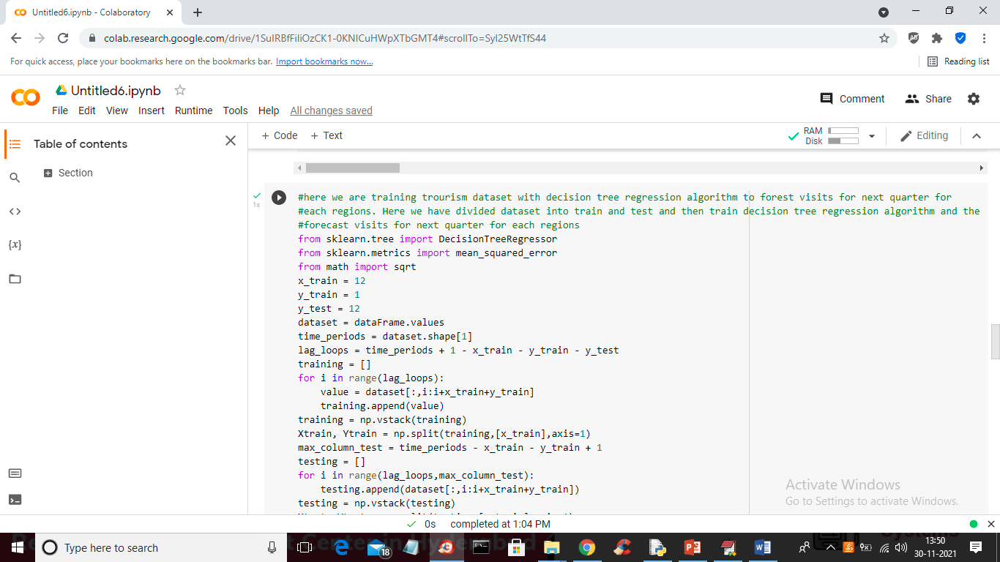 Untitled6.ipynb - Colaboratory
colab.research.google.com/drive/1SuIRBfFiIiOzCK1-0KNICuHWpXTbGMT4#scrollTo=SyI25WtTfS44
For quick access, place your bookmarks here on the bookmarks bar. Import bookmarks now...
Reading list
Untitled6.ipynb
File Edit View Insert Runtime Tools Help All changes saved
Comment Share
Table of contents
Section
+ Code + Text
RAM
Disk
Editing
{x}
1s
#here we are training trourism dataset with decision tree regression algorithm to forest visits for next quarter for
#each regions. Here we have divided dataset into train and test and then train decision tree regression algorithm and the
#forecast visits for next quarter for each regions
from sklearn.tree import DecisionTreeRegressor
from sklearn.metrics import mean_squared_error
from math import sqrt
x_train = 12
y_train = 1
y_test = 12
dataset = dataFrame.values
time_periods = dataset.shape[1]
lag_loops = time_periods + 1 - x_train - y_train - y_test
training = []
for i in range(lag_loops):
    value = dataset[:,i:i+x_train+y_train]
    training.append(value)
training = np.vstack(training)
Xtrain, Ytrain = np.split(training,[x_train],axis=1)
max_column_test = time_periods - x_train - y_train + 1
testing = []
for i in range(lag_loops,max_column_test):
    testing.append(dataset[:,i:i+x_train+y_train])
testing = np.vstack(testing)
Activate Windows
Go to Settings to activate Windows.
0s completed at 1:04 PM
Type here to search
18
13:50
30-11-2021